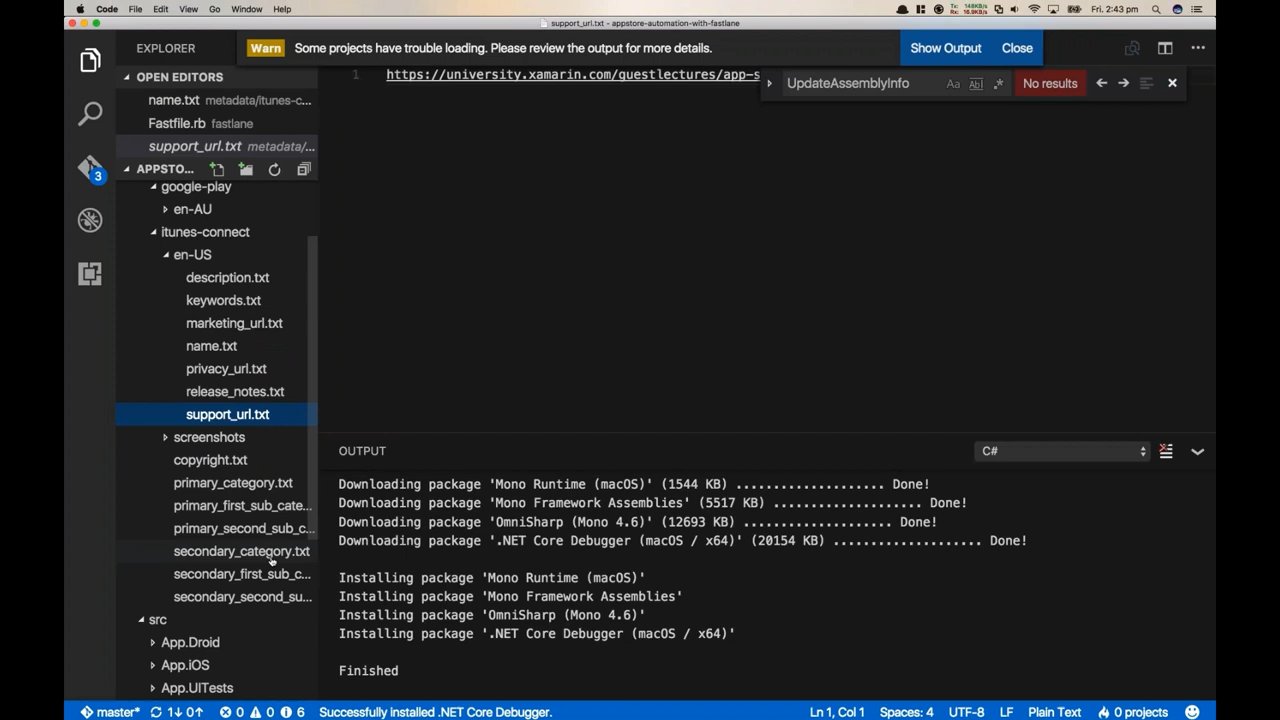 Code File Edit View Go Window Help
Tx: 148KB/s
Rx: 16.9KB/s
Fri. 2:43 pm
support_url.txt - appstore-automation-with-fastlane
EXPLORER
Warn Some projects have trouble loading. Please review the output for more details. Show Output Close
OPEN EDITORS
name.txt metadata/itunes-c...
Fastfile.rb fastlane
support_url.txt metadata/...
1 https://university.xamarin.com/guestlectures/app-s
UpdateAssemblyInfo Aa Abl .* No results
APPSTO...
3
google-play
en-AU
itunes-connect
en-US
description.txt
keywords.txt
marketing_url.txt
name.txt
privacy_url.txt
release_notes.txt
support_url.txt
screenshots
copyright.txt
primary_category.txt
primary_first_sub_cate...
primary_second_sub_c...
secondary_category.txt
secondary_first_sub_c...
secondary_second_su...
src
App.Droid
App.iOS
App.UITests
OUTPUT C#
Downloading package 'Mono Runtime (macOS)' (1544 KB) .................... Done!
Downloading package 'Mono Framework Assemblies' (5517 KB) .................... Done!
Downloading package 'OmniSharp (Mono 4.6)' (12693 KB) .................... Done!
Downloading package '.NET Core Debugger (macOS / x64)' (20154 KB) .................... Done!
Installing package 'Mono Runtime (macOS)'
Installing package 'Mono Framework Assemblies'
Installing package 'OmniSharp (Mono 4.6)'
Installing package '.NET Core Debugger (macOS / x64)'
Finished
master* 1↓ 0↑ 0 0 6 Successfully installed .NET Core Debugger. Ln 1, Col 1 Spaces: 4 UTF-8 LF Plain Text 0 projects